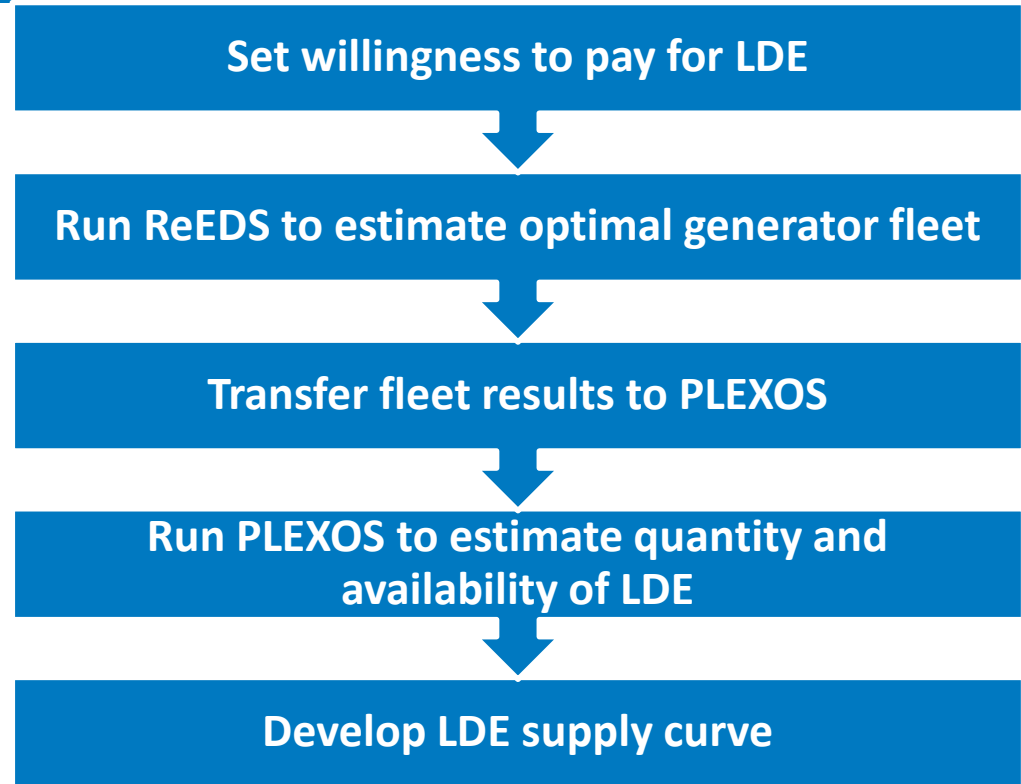 Set willingness to pay for LDE
Run ReEDS to estimate optimal generator fleet
Transfer fleet results to PLEXOS
Run PLEXOS to estimate quantity and
availability of LDE
Develop LDE supply curve